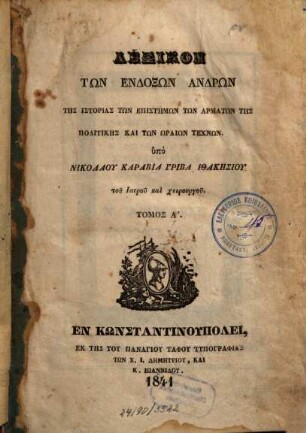 ΛΕΞΙΚΟΝ
ΤΩΝ ΕΝΔΟΞΩΝ ΑΝΔΡΩΝ
ΤΗΣ ΙΣΤΟΡΙΑΣ ΤΩΝ ΕΠΙΣΤΗΜΩΝ ΤΩΝ ΑΡΜΑΤΩΝ ΤΗΣ
ΠΟΛΙΤΙΚΗΣ ΚΑΙ ΤΩΝ ΩΡΑΙΩΝ ΤΕΧΝΩΝ.
ὑπὸ
ΝΙΚΟΛΑΟΥ ΚΑΡΑΒΙΑ ΓΡΙΒΑ ΙΘΑΚΗΣΙΟΥ
τοῦ ἰατροῦ καὶ χειρουργοῦ.
ΤΟΜΟΣ Α΄.
ΕΝ ΚΩΝΣΤΑΝΤΙΝΟΥΠΟΛΕΙ,
ΕΚ ΤΗΣ ΤΟΥ ΠΑΝΑΓΙΟΥ ΤΑΦΟΥ ΤΥΠΟΓΡΑΦΙΑΣ
ΤΩΝ Χ. Ι. ΔΗΜΗΤΡΙΟΥ, ΚΑΙ
Κ. ΙΩΑΝΝΙΔΟΥ.
1841